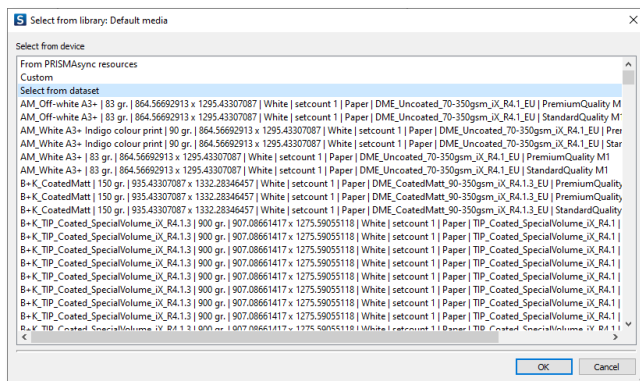 Select from library: Default media
Select from device
From PRISMAsync resources
Custom
Select from dataset
AM_Off-white A3+ | 83 gr. | 864.56692913 x 1295.43307087 | White | setcount 1 | Paper | DME_Uncoated_70-350gsm_iX_R4.1_EU | PremiumQuality M
AM_Off-white A3+ | 83 gr. | 864.56692913 x 1295.43307087 | White | setcount 1 | Paper | DME_Uncoated_70-350gsm_iX_R4.1_EU | StandardQuality M
AM_White A3+ Indigo colour print | 90 gr. | 864.56692913 x 1295.43307087 | White | setcount 1 | Paper | DME_Uncoated_70-350gsm_iX_R4.1_EU | Prer
AM_White A3+ Indigo colour print | 90 gr. | 864.56692913 x 1295.43307087 | White | setcount 1 | Paper | DME_Uncoated_70-350gsm_iX_R4.1_EU | Star
AM_White A3+ | 83 gr. | 864.56692913 x 1295.43307087 | White | setcount 1 | Paper | DME_Uncoated_70-350gsm_iX_R4.1_EU | PremiumQuality M1
AM_White A3+ | 83 gr. | 864.56692913 x 1295.43307087 | White | setcount 1 | Paper | DME_Uncoated_70-350gsm_iX_R4.1_EU | StandardQuality M1
B+K_CoatedMatt | 150 gr. | 935.43307087 x 1332.28346457 | White | setcount 1 | Paper | DME_CoatedMatt_90-350gsm_iX_R4.1.3_EU | PremiumQuality
B+K_CoatedMatt | 150 gr. | 935.43307087 x 1332.28346457 | White | setcount 1 | Paper | DME_CoatedMatt_90-350gsm_iX_R4.1.3_EU | PremiumQuality
B+K_CoatedMatt | 150 gr. | 935.43307087 x 1332.28346457 | White | setcount 1 | Paper | DME_CoatedMatt_90-350gsm_iX_R4.1.3_EU | StandardQuality
B+K_TIP_Coated_SpecialVolume_iX_R4.1.3 | 900 gr. | 907.08661417 x 1275.59055118 | White | setcount 1 | Paper | TIP_Coated_SpecialVolume_iX_R4.1 |
B+K_TIP_Coated_SpecialVolume_iX_R4.1.3 | 900 gr. | 907.08661417 x 1275.59055118 | White | setcount 1 | Paper | TIP_Coated_SpecialVolume_iX_R4.1 |
B+K_TIP_Coated_SpecialVolume_iX_R4.1.3 | 900 gr. | 907.08661417 x 1275.59055118 | White | setcount 1 | Paper | TIP_Coated_SpecialVolume_iX_R4.1 |
B+K_TIP_Coated_SpecialVolume_iX_R4.1.3 | 900 gr. | 907.08661417 x 1275.59055118 | White | setcount 1 | Paper | TIP_Coated_SpecialVolume_iX_R4.1 |
B+K_TIP_Coated_SpecialVolume_iX_R4.1.3 | 900 gr. | 907.08661417 x 1275.59055118 | White | setcount 1 | Paper | TIP_Coated_SpecialVolume_iX_R4.1 |
B+K_TIP_Coated_SpecialVolume_iX_R4.1.3 | 900 gr. | 907.08661417 x 1275.59055118 | White | setcount 1 | Paper | TIP_Coated_SpecialVolume_iX_R4.1 |
B+K_TIP_Coated_SpecialVolume_iX_R4.1.3 | 900 gr. | 907.08661417 x 1275.59055118 | White | setcount 1 | Paper | TIP_Coated_SpecialVolume_iX_R4.1 |
B+K_TIP_Coated_SpecialVolume_iX_R4.1.3 | 900 gr. | 907.08661417 x 1275.59055118 | White | setcount 1 | Paper | TIP_Coated_SpecialVolume_iX_R4.1 |
OK Cancel